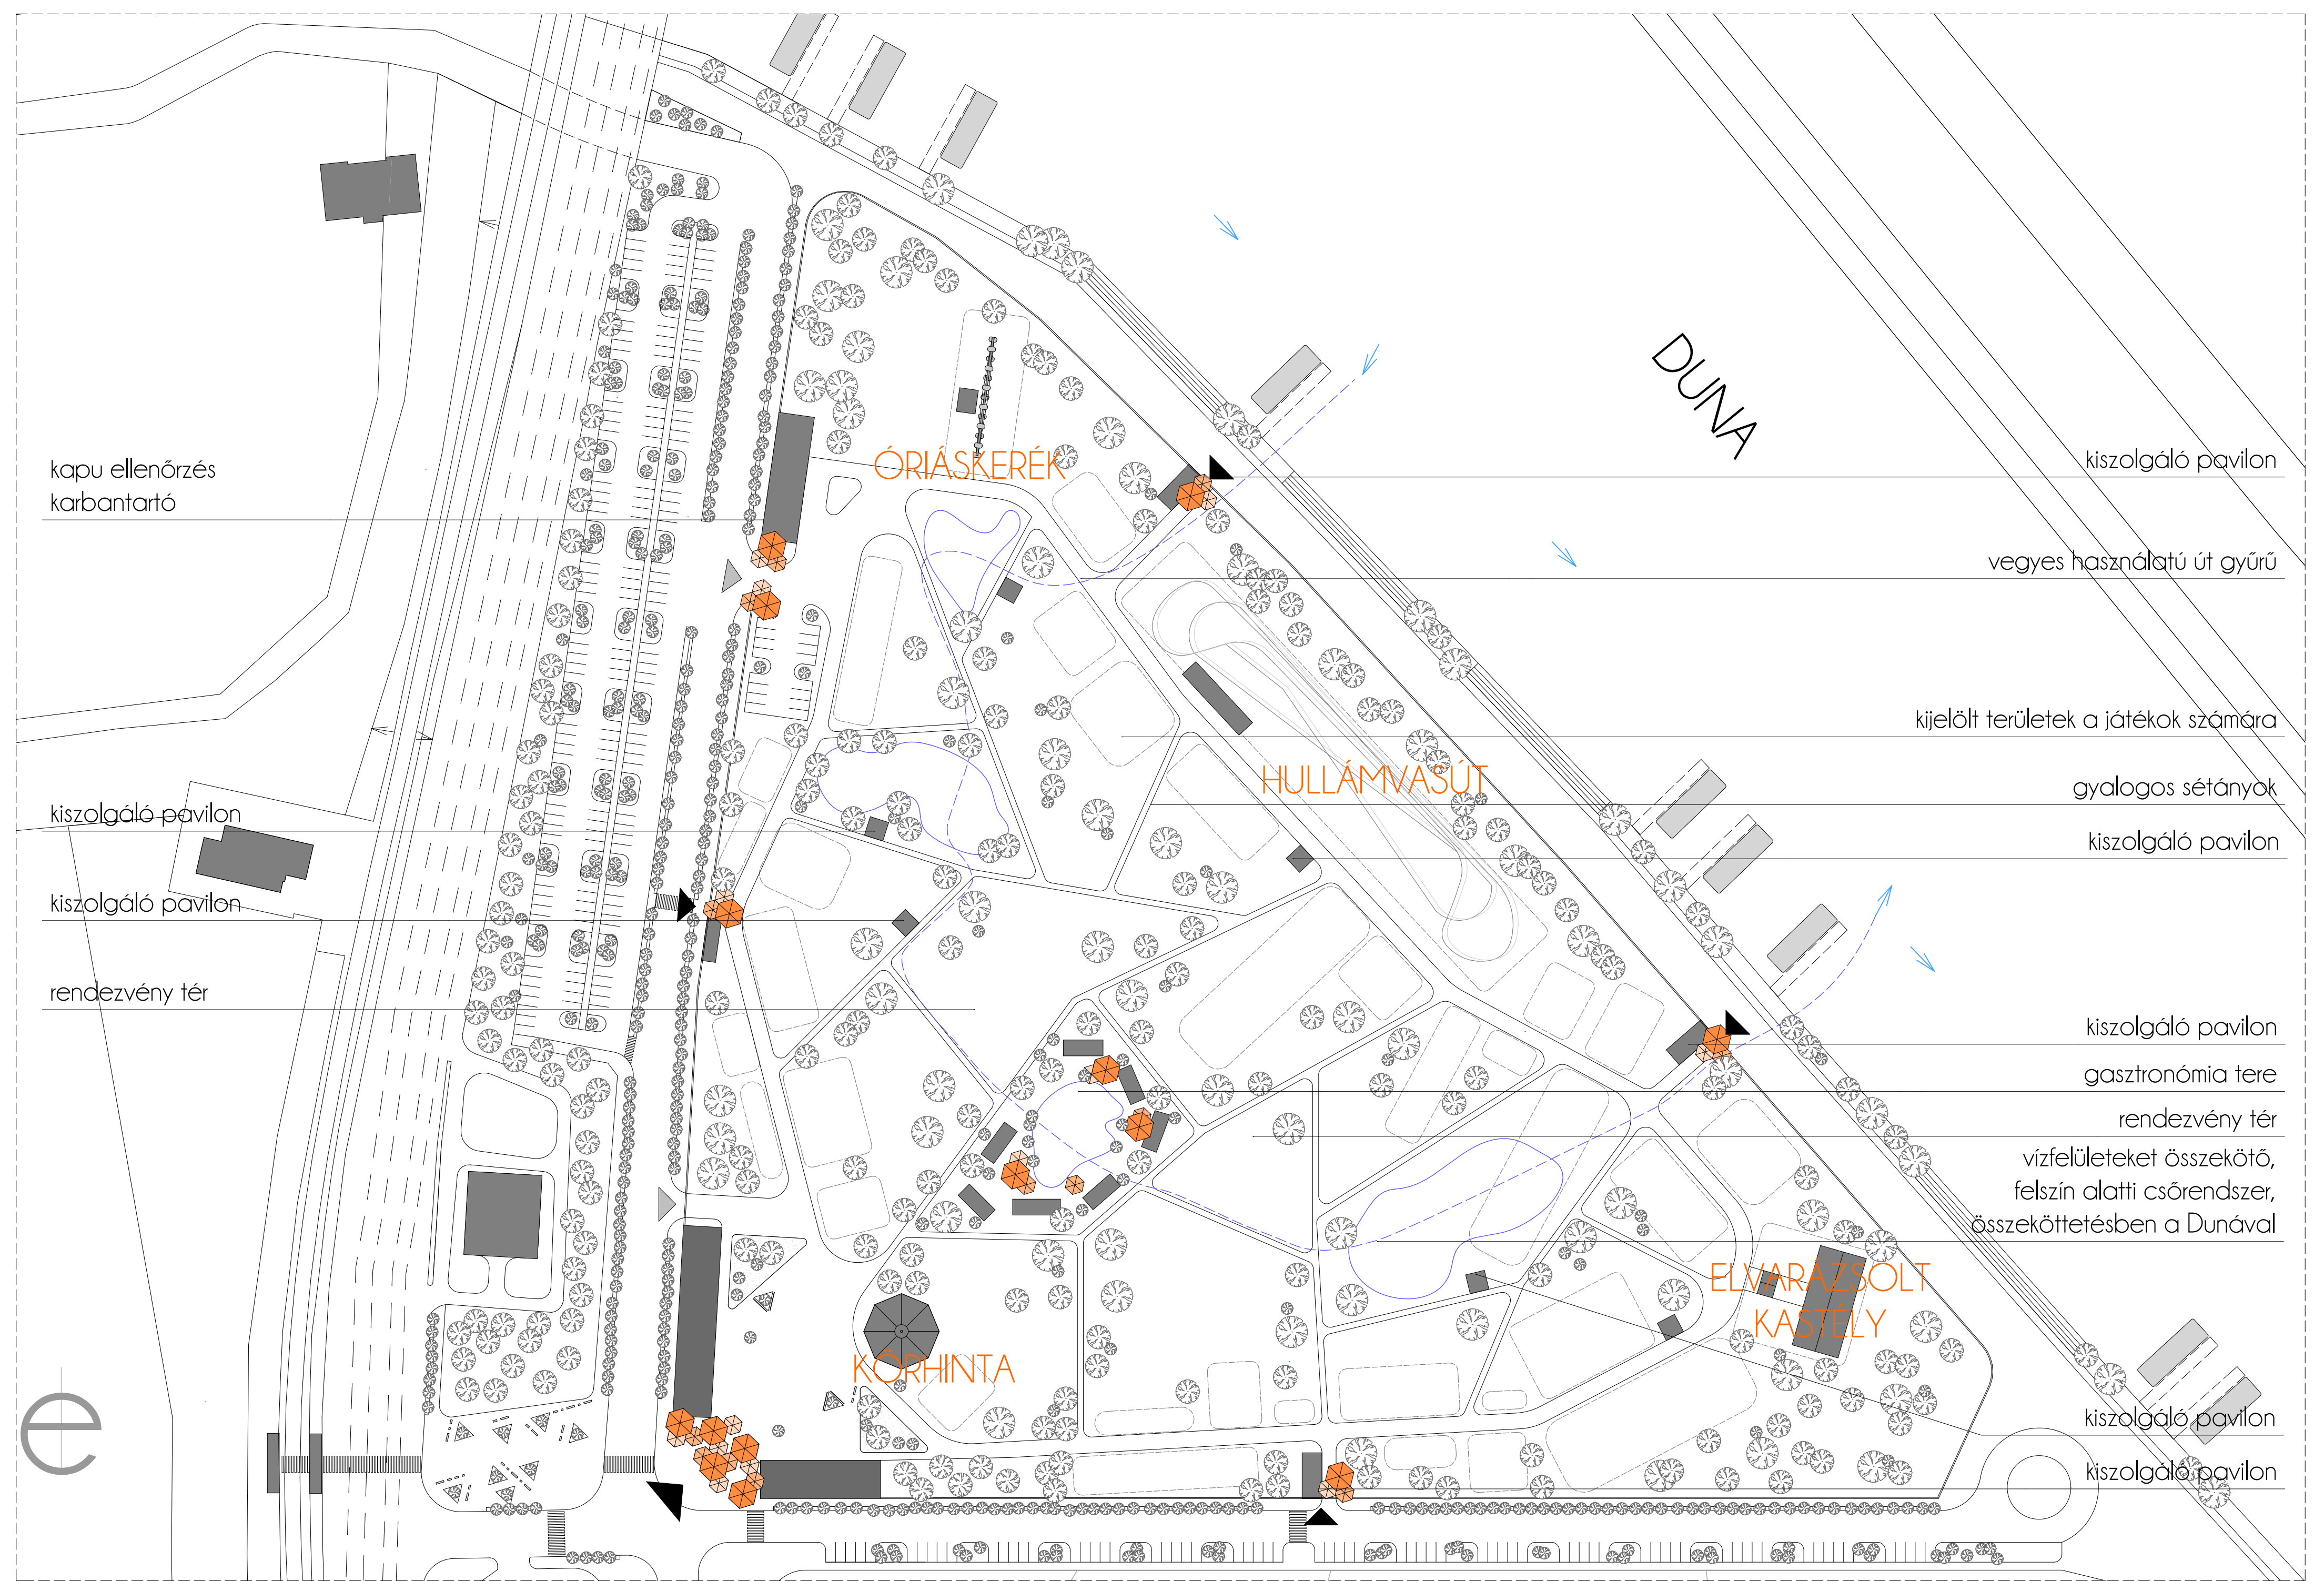 DUNA
ÓRIÁSKERÉK
kapu ellenőrzés
karbantartó
kiszolgáló pavilon
vegyes használatú út gyűrű
kijelölt területek a játékok számára
HULLÁMVASÚT
gyalogos sétányok
kiszolgáló pavilon
kiszolgáló pavilon
kiszolgáló pavilon
rendezvény tér
kiszolgáló pavilon
gasztronómia tere
rendezvény tér
vízfelületeket összekötő,
felszín alatti csőrendszer,
összeköttetésben a Dunával
ELVARÁZSOLT
KASTÉLY
KÖRHINTA
kiszolgáló pavilon
kiszolgáló pavilon
e